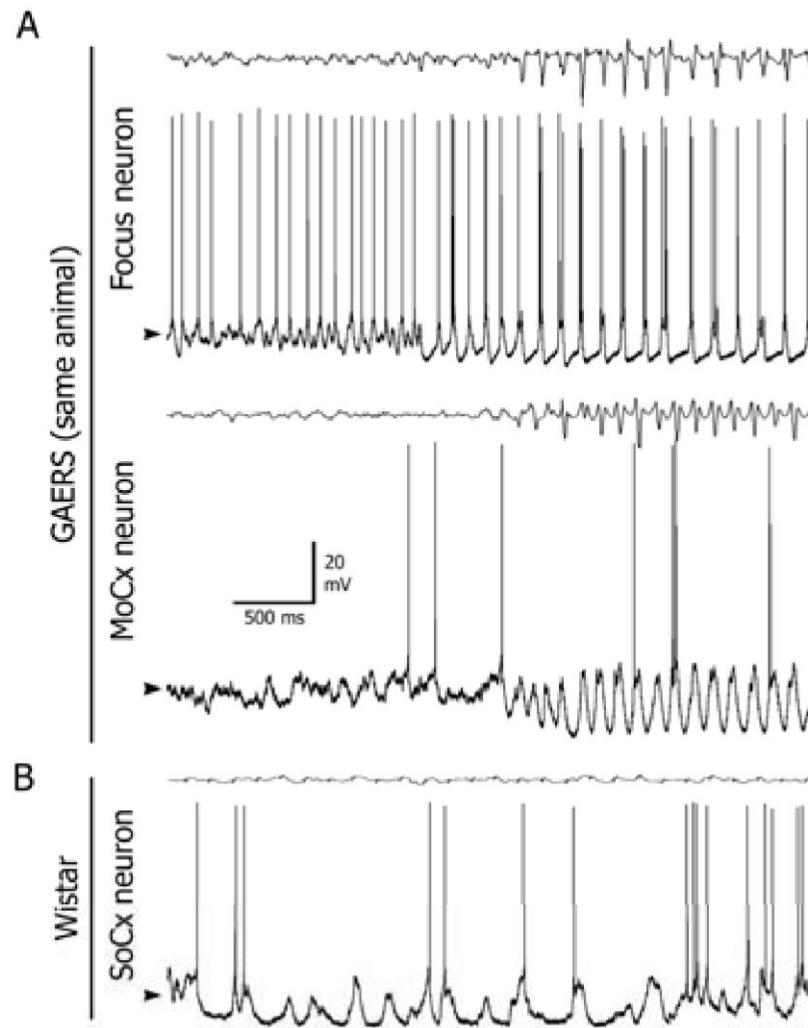 A
GAERS (same animal)
Focus neuron
MoCx neuron
20
mV
500 ms
B
Wistar
SoCx neuron